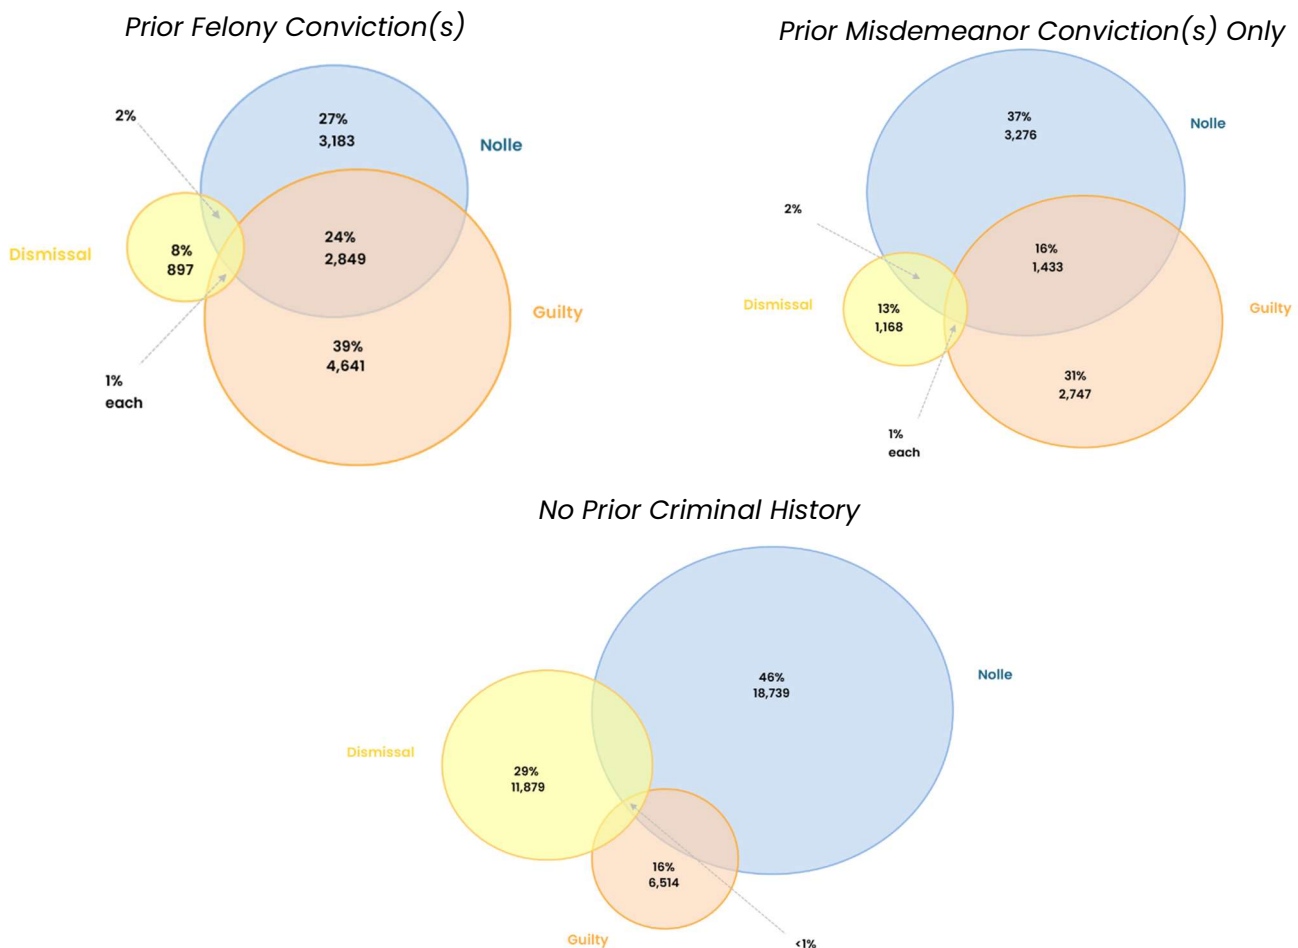 Prior Felony Conviction(s)
2%
27%
3,183
Nolle
Dismissal
8%
897
24%
2,849
Guilty
39%
4,641
1%
each
Prior Misdemeanor Conviction(s) Only
37%
3,276
Nolle
2%
16%
1,433
Dismissal
13%
1,168
Guilty
31%
2,747
1%
each
No Prior Criminal History
46%
18,739
Nolle
Dismissal
29%
11,879
16%
6,514
Guilty
<1%